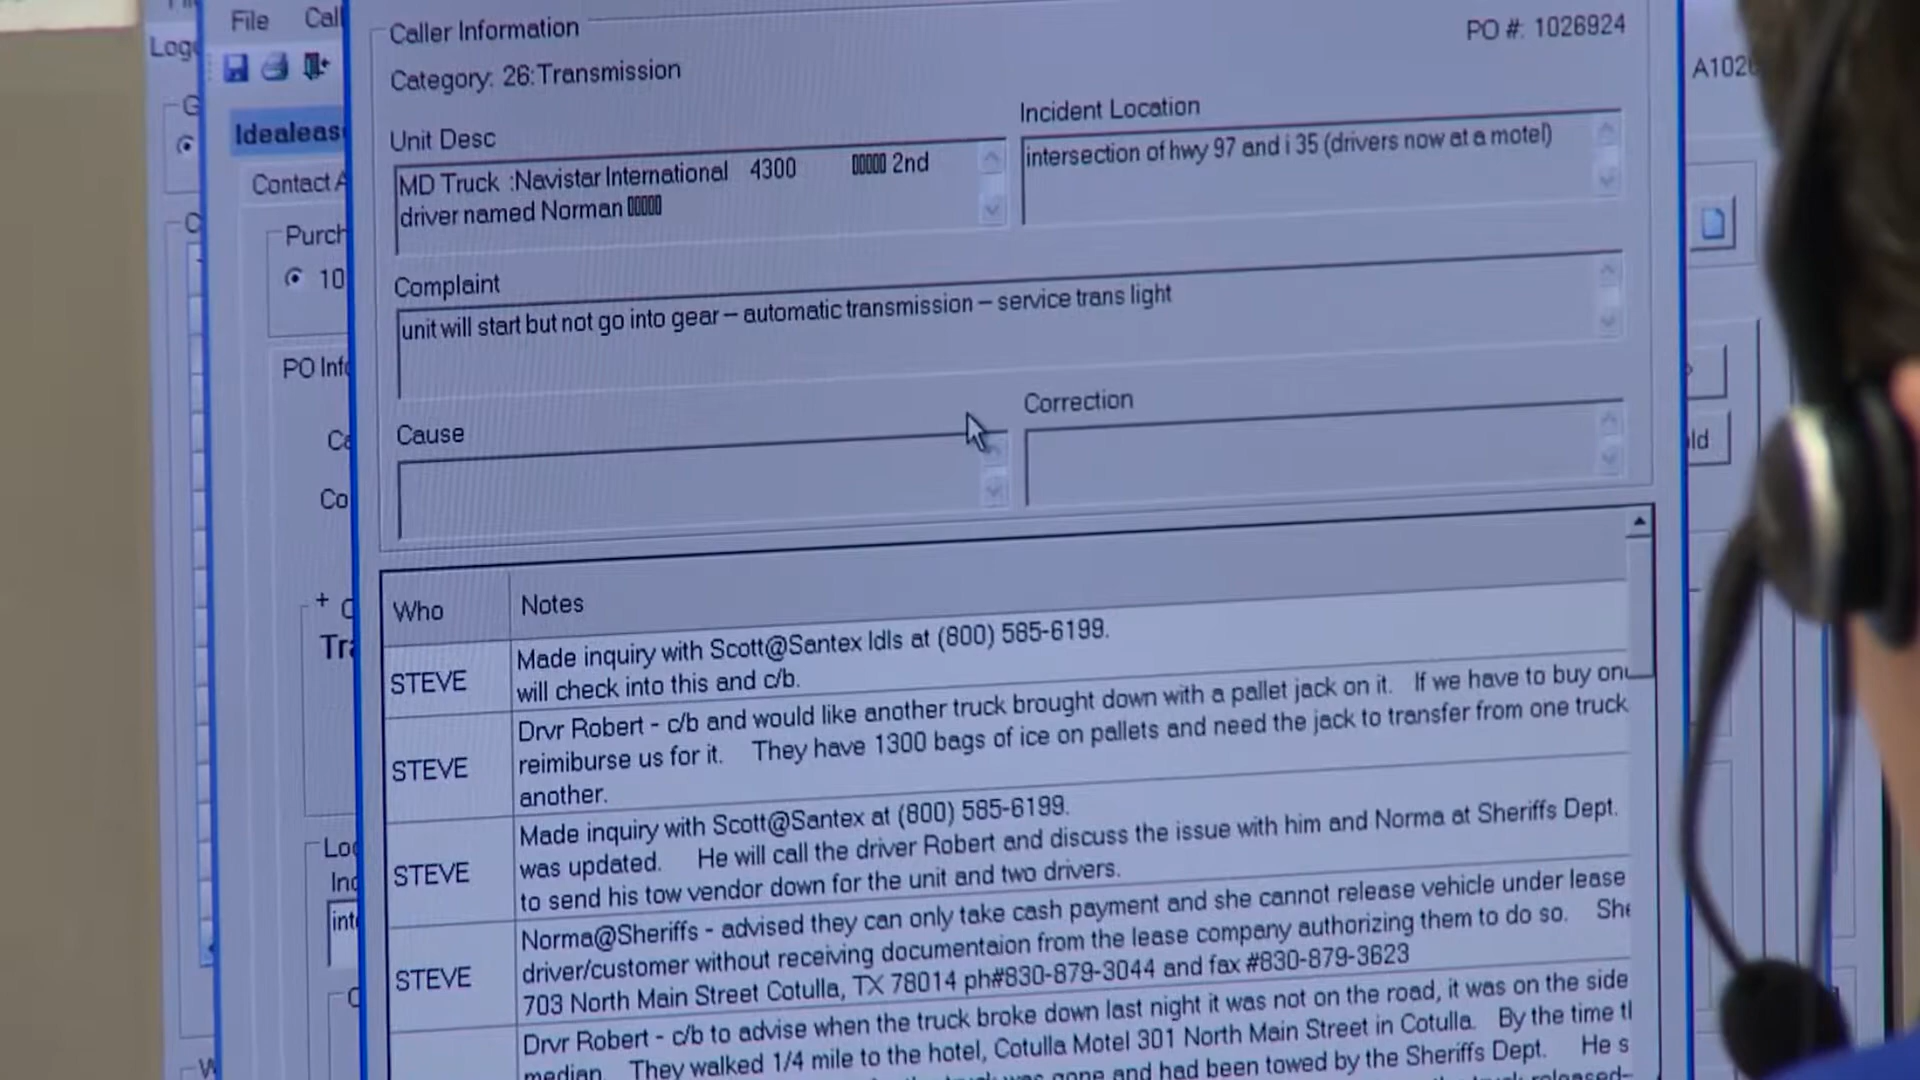 File Cal
Caller Information
PO #: 1026924
Category: 26:Transmission
Unit Desc
Incident Location
MD Truck :Navistar International 4300 2nd
driver named Norman
intersection of hwy 97 and i 35 (drivers now at a motel)
Complaint
unit will start but not go into gear – automatic transmission – service trans light
Cause
Correction
Who Notes
STEVE
Made inquiry with Scott@Santex Idls at (800) 585-6199.
will check into this and c/b.
STEVE
Drvr Robert - c/b and would like another truck brought down with a pallet jack on it. If we have to buy
reimiburse us for it. They have 1300 bags of ice on pallets and need the jack to transfer from one truck
another.
STEVE
Made inquiry with Scott@Santex at (800) 585-6199.
was updated. He will call the driver Robert and discuss the issue with him and Norma at Sheriffs Dept.
to send his tow vendor down for the unit and two drivers.
STEVE
Norma@Sheriffs - advised they can only take cash payment and she cannot release vehicle under lease
driver/customer without receiving documentaion from the lease company authorizing them to do so. She
703 North Main Street Cotulla, TX 78014 ph#830-879-3044 and fax #830-879-3623
Drvr Robert - c/b to advise when the truck broke down last night it was not on the road, it was on the side
median. They walked 1/4 mile to the hotel, Cotulla Motel 301 North Main Street in Cotulla. By the time
gone and had been towed by the Sheriffs Dept. He s
Idealeas
Contact A
Purch
10
PO Info
A102